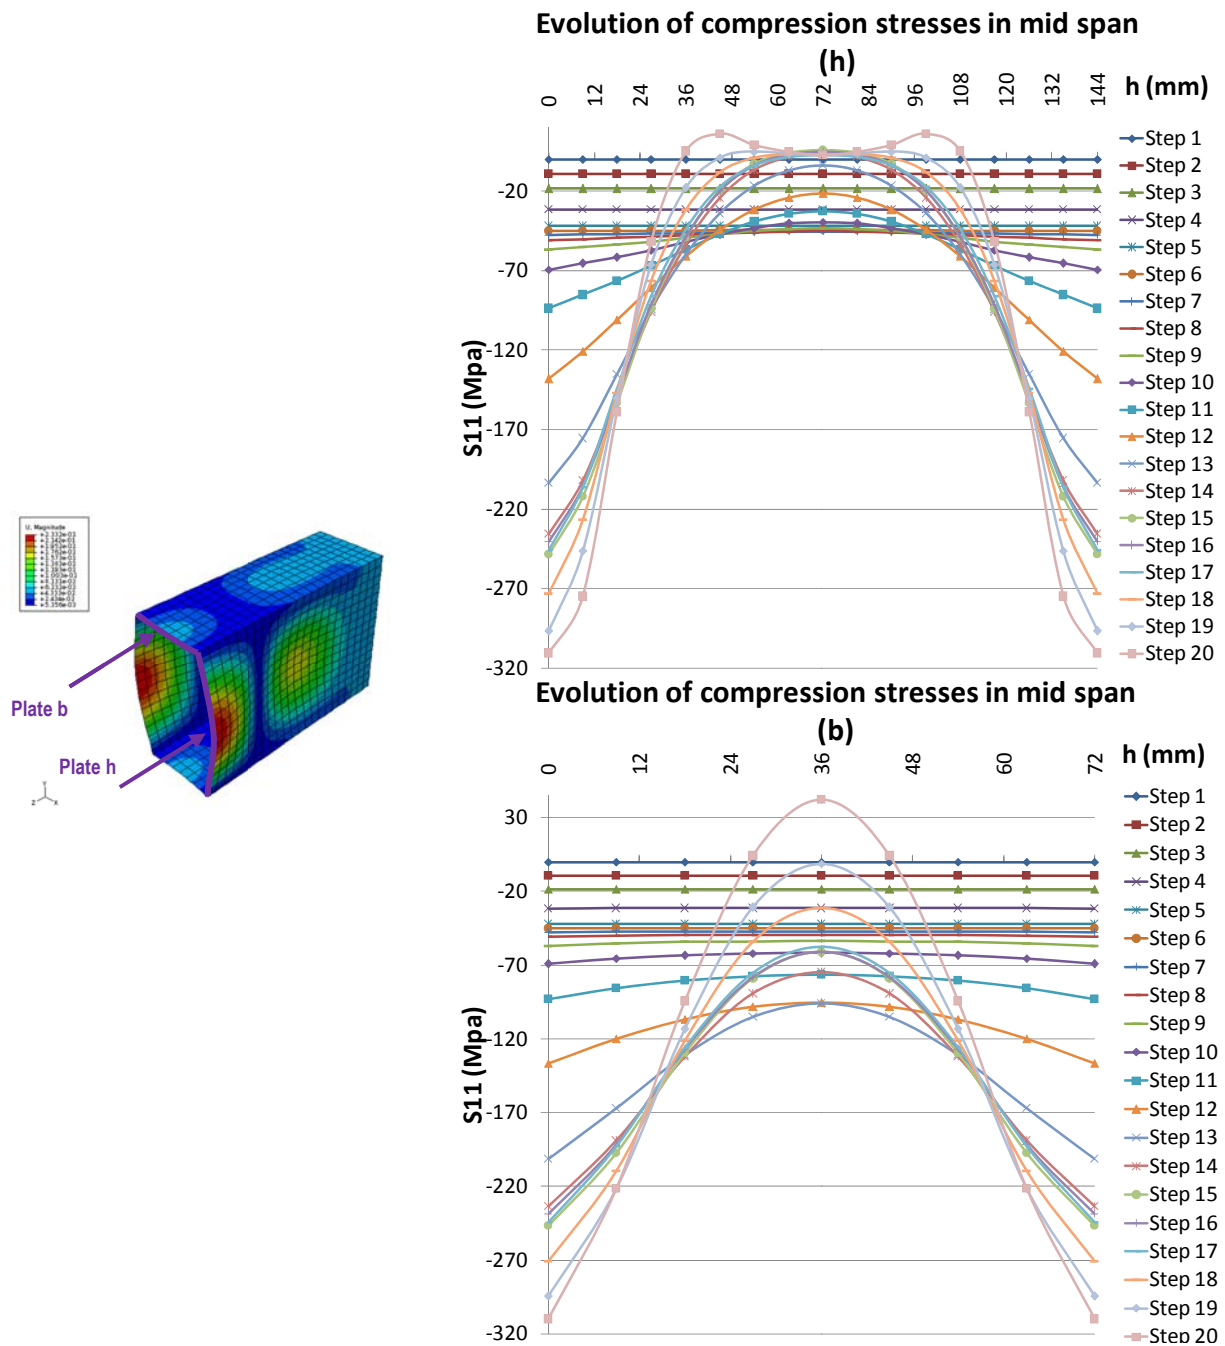 Evolution of compression stresses in mid span
(h)
0 12 24 36 48 60 72 84 96 108 120 132 144 h (mm)
-20
-70
-120
-170
-220
-270
-320
S11 (Mpa)
Step 1
Step 2
Step 3
Step 4
Step 5
Step 6
Step 7
Step 8
Step 9
Step 10
Step 11
Step 12
Step 13
Step 14
Step 15
Step 16
Step 17
Step 18
Step 19
Step 20
U, Magnitude
Plate b
Plate h
Y
Z X
Evolution of compression stresses in mid span
(b)
0 12 24 36 48 60 72 h (mm)
30
-20
-70
-120
-170
-220
-270
-320
S11 (Mpa)
Step 1
Step 2
Step 3
Step 4
Step 5
Step 6
Step 7
Step 8
Step 9
Step 10
Step 11
Step 12
Step 13
Step 14
Step 15
Step 16
Step 17
Step 18
Step 19
Step 20